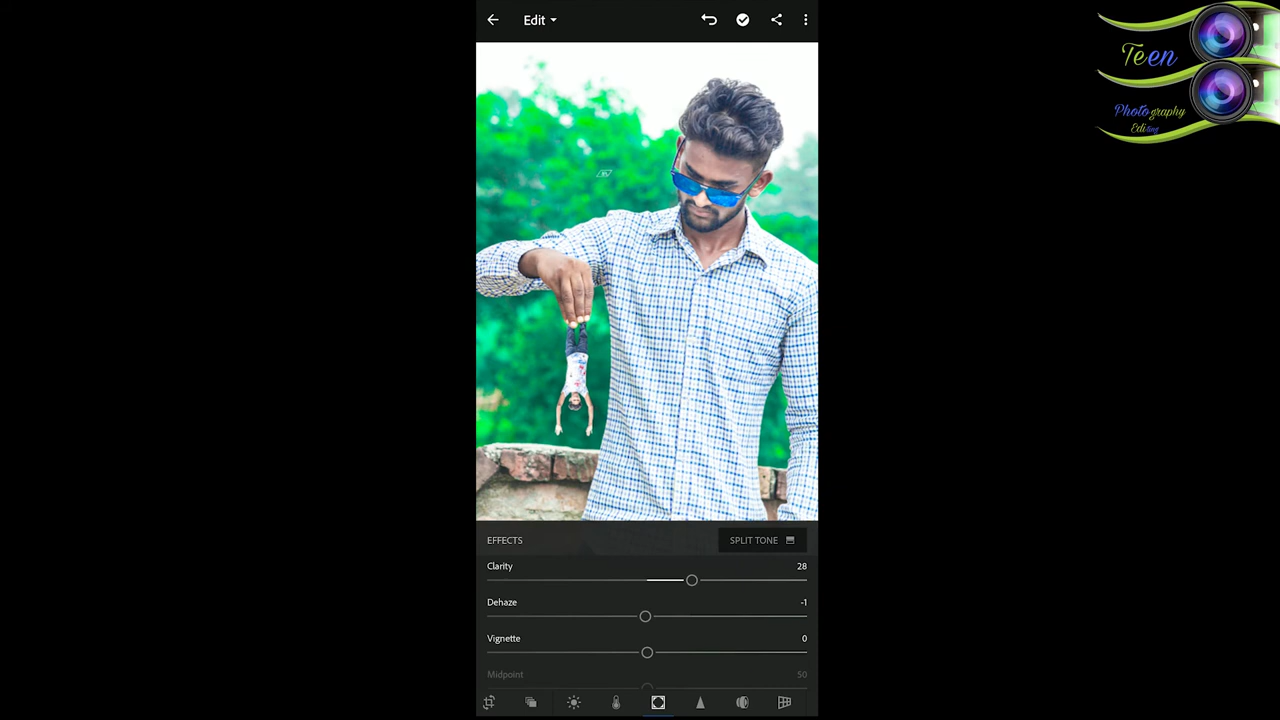 Edit
Teen
Photography
Editing
EFFECTS
SPLIT TONE
Clarity 28
Dehaze -1
Vignette 0
Midpoint 50